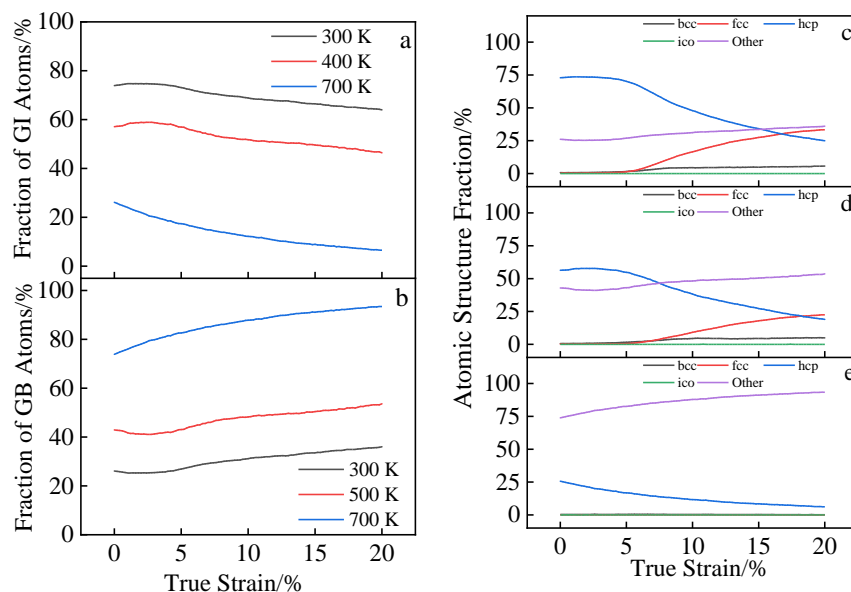 a
300 K
400 K
700 K
Fraction of GI Atoms/%
100
80
60
40
20
0
b
300 K
500 K
700 K
Fraction of GB Atoms/%
100
80
60
40
20
0
0 5 10 15 20
True Strain/%
Atomic Structure Fraction/%
bcc fcc hcp
ico Other
c
100
75
50
25
0
bcc fcc hcp
ico Other
d
100
75
50
25
0
bcc fcc hcp
ico Other
e
100
75
50
25
0
0 5 10 15 20
True Strain/%